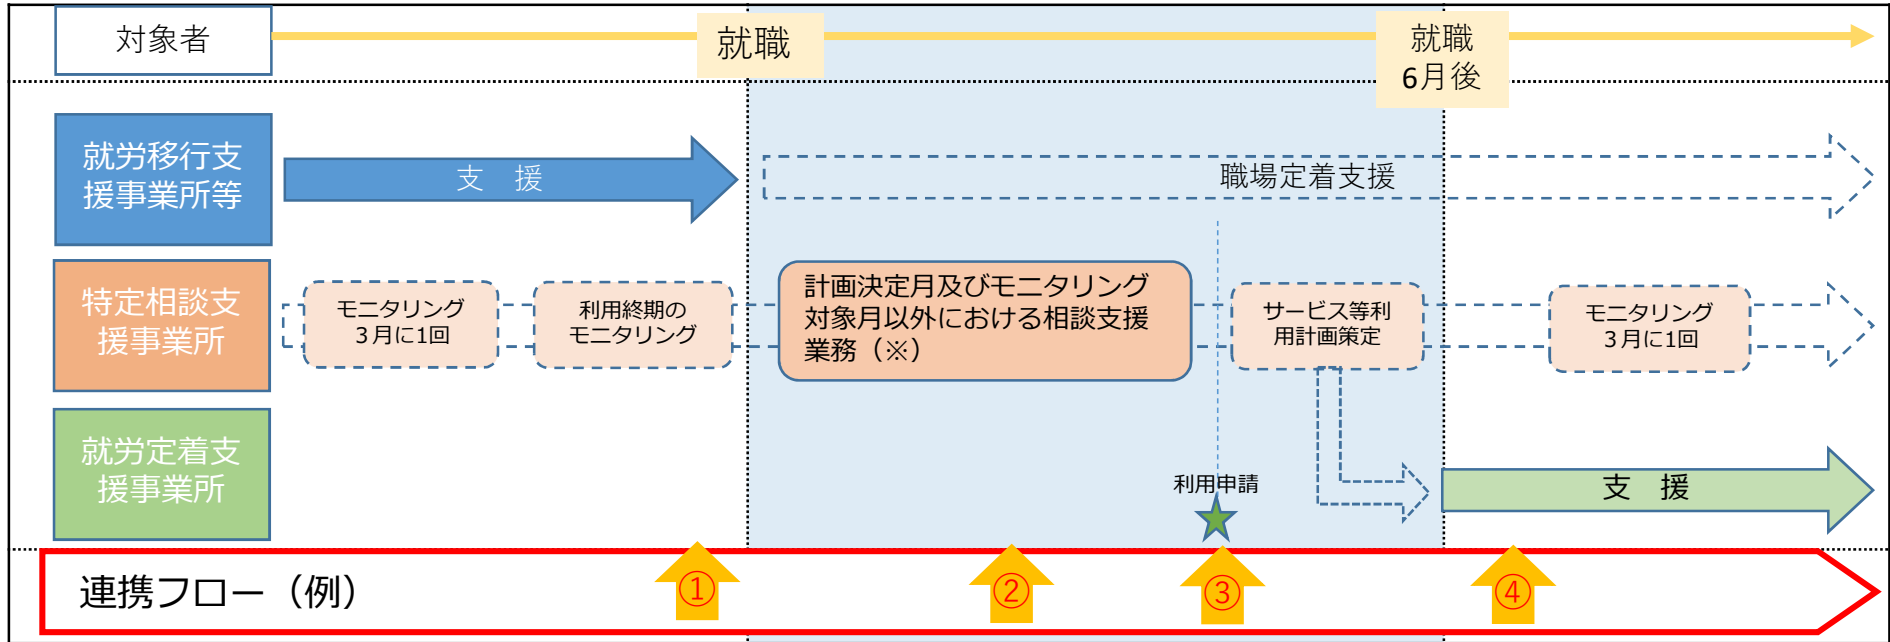 対象者
就職
就職
6月後
就労移行支
援事業所等
支　援
職場定着支援
特定相談支
援事業所
モニタリング
３月に1回
利用終期の
モニタリング
計画決定月及びモニタリング
対象月以外における相談支援
業務（※）
サービス等利
用計画策定
モニタリング
３月に1回
就労定着支
援事業所
利用申請
支　援
連携フロー（例）
①
②
③
④